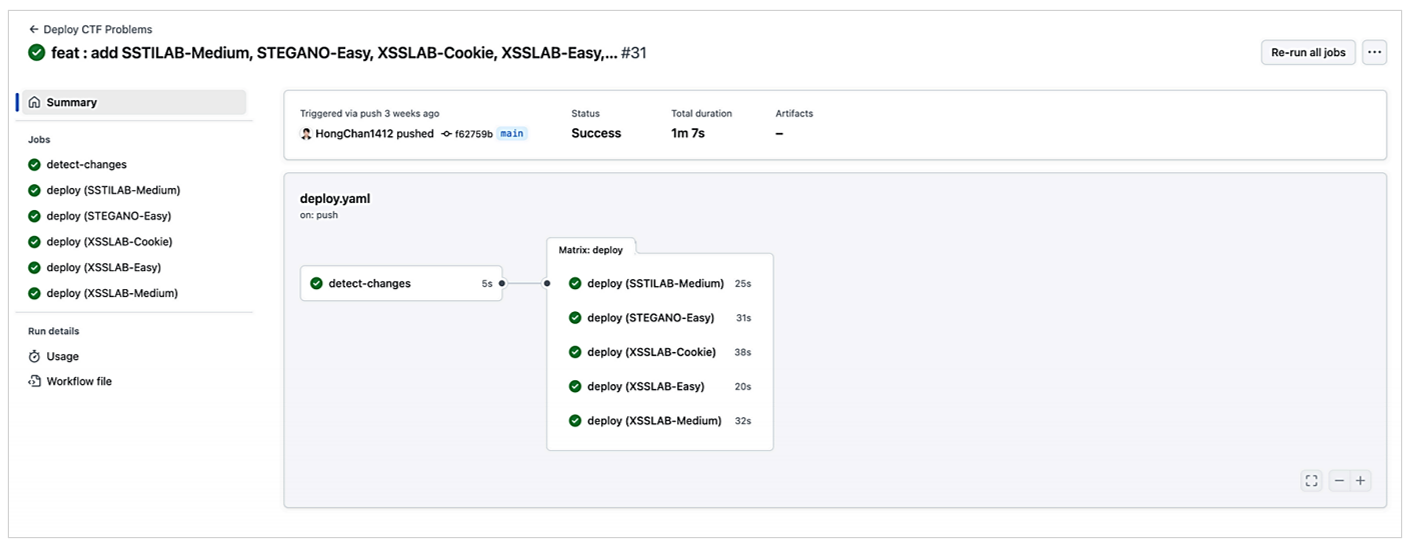 ← Deploy CTF Problems
feat : add SSTILAB-Medium, STEGANO-Easy, XSSLAB-Cookie, XSSLAB-Easy,... #31
Re-run all jobs
...
Summary
Jobs
detect-changes
deploy (SSTILAB-Medium)
deploy (STEGANO-Easy)
deploy (XSSLAB-Cookie)
deploy (XSSLAB-Easy)
deploy (XSSLAB-Medium)
Run details
Usage
Workflow file
Triggered via push 3 weeks ago
HongChan1412 pushed f62759b main
Status
Success
Total duration
1m 7s
Artifacts
–
deploy.yaml
on: push
Matrix: deploy
detect-changes 5s
deploy (SSTILAB-Medium) 25s
deploy (STEGANO-Easy) 31s
deploy (XSSLAB-Cookie) 38s
deploy (XSSLAB-Easy) 20s
deploy (XSSLAB-Medium) 32s